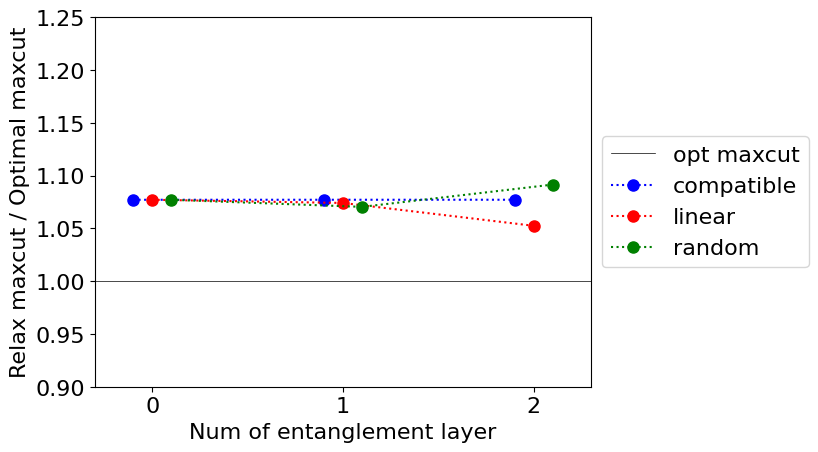 1.25
1.20
1.15
1.10
1.05
1.00
0.95
0.90
Relax maxcut / Optimal maxcut
0 1 2
Num of entanglement layer
opt maxcut
compatible
linear
random